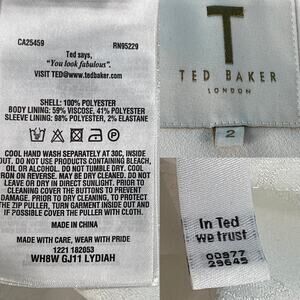 CA25459 RN95229
Ted says,
"You look fabulous".
VISIT TED@www.tedbaker.com
SHELL: 100% POLYESTER
BODY LINING: 59% VISCOSE, 41% POLYESTER
SLEEVE LINING: 98% POLYESTER, 2% ELASTANE
COOL HAND WASH SEPARATELY AT 30C, INSIDE
OUT. DO NOT USE PRODUCTS CONTAINING BLEACH,
OIL, OR ALCOHOL. DO NOT TUMBLE DRY. COOL
IRON ON REVERSE. MAY BE DRY CLEANED. DO NOT
LEAVE OR DRY IN DIRECT SUNLIGHT. PRIOR TO
CLEANING COVER THE BUTTONS TO PREVENT
DAMAGE. PRIOR TO DRY CLEANING, TO PROTECT
THE ZIP PULLER, TURN GARMENT INSIDE OUT AND
IF POSSIBLE COVER THE PULLER WITH CLOTH.
MADE IN CHINA
MADE WITH CARE, WEAR WITH PRIDE
1221 182053
WH8W GJ11 LYDIAH
T
TED BAKER
LONDON
2
In Ted
we trust
00977
29645